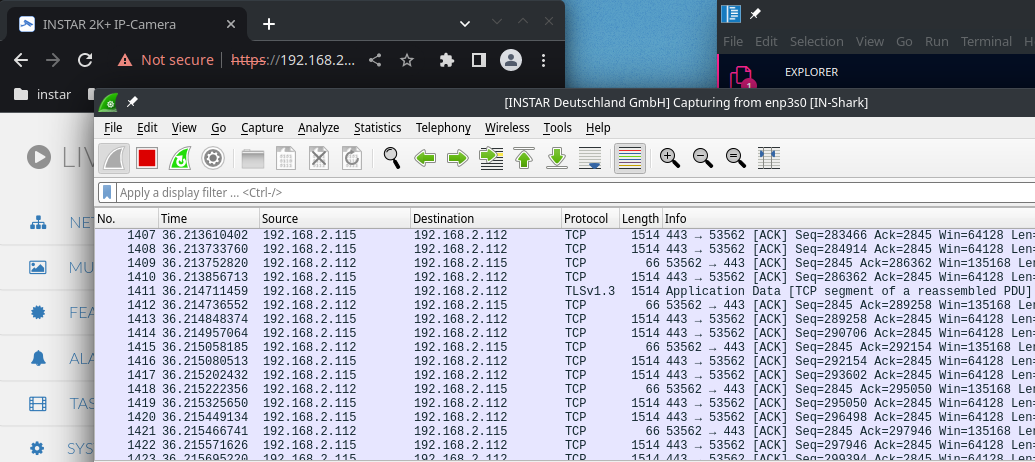 INSTAR 2K+ IP-Camera
File Edit Selection View Go Run Terminal H
Not secure https://192.168.2...
EXPLORER
1
instar
[INSTAR Deutschland GmbH] Capturing from enp3s0 [IN-Shark]
File Edit View Go Capture Analyze Statistics Telephony Wireless Tools Help
LIV
Apply a display filter ... <Ctrl-/>
NET
MU
FEA
ALA
TAS
SYS
No. Time Source Destination Protocol Length Info
1407 36.213610402 192.168.2.115 192.168.2.112 TCP 1514 443 → 53562 [ACK] Seq=283466 Ack=2845 Win=64128 Len=
1408 36.213733760 192.168.2.115 192.168.2.112 TCP 1514 443 → 53562 [ACK] Seq=284914 Ack=2845 Win=64128 Len=
1409 36.213752820 192.168.2.112 192.168.2.115 TCP 66 53562 → 443 [ACK] Seq=2845 Ack=286362 Win=135168 Len
1410 36.213856713 192.168.2.115 192.168.2.112 TCP 1514 443 → 53562 [ACK] Seq=286362 Ack=2845 Win=64128 Len=
1411 36.214711459 192.168.2.115 192.168.2.112 TLSv1.3 1514 Application Data [TCP segment of a reassembled PDU]
1412 36.214736552 192.168.2.112 192.168.2.115 TCP 66 53562 → 443 [ACK] Seq=2845 Ack=289258 Win=135168 Len
1413 36.214848374 192.168.2.115 192.168.2.112 TCP 1514 443 → 53562 [ACK] Seq=289258 Ack=2845 Win=64128 Len=
1414 36.214957064 192.168.2.115 192.168.2.112 TCP 1514 443 → 53562 [ACK] Seq=290706 Ack=2845 Win=64128 Len=
1415 36.215058185 192.168.2.112 192.168.2.115 TCP 66 53562 → 443 [ACK] Seq=2845 Ack=292154 Win=135168 Len
1416 36.215080513 192.168.2.115 192.168.2.112 TCP 1514 443 → 53562 [ACK] Seq=292154 Ack=2845 Win=64128 Len=
1417 36.215202432 192.168.2.115 192.168.2.112 TCP 1514 443 → 53562 [ACK] Seq=293602 Ack=2845 Win=64128 Len=
1418 36.215222356 192.168.2.112 192.168.2.115 TCP 66 53562 → 443 [ACK] Seq=2845 Ack=295050 Win=135168 Len
1419 36.215325650 192.168.2.115 192.168.2.112 TCP 1514 443 → 53562 [ACK] Seq=295050 Ack=2845 Win=64128 Len=
1420 36.215449134 192.168.2.115 192.168.2.112 TCP 1514 443 → 53562 [ACK] Seq=296498 Ack=2845 Win=64128 Len=
1421 36.215466741 192.168.2.112 192.168.2.115 TCP 66 53562 → 443 [ACK] Seq=2845 Ack=297946 Win=135168 Len
1422 36.215571626 192.168.2.115 192.168.2.112 TCP 1514 443 → 53562 [ACK] Seq=297946 Ack=2845 Win=64128 Len=
1423 36.215695220 192.168.2.115 192.168.2.112 TCP 1514 443 → 53562 [ACK] Seq=299394 Ack=2845 Win=64128 Len=